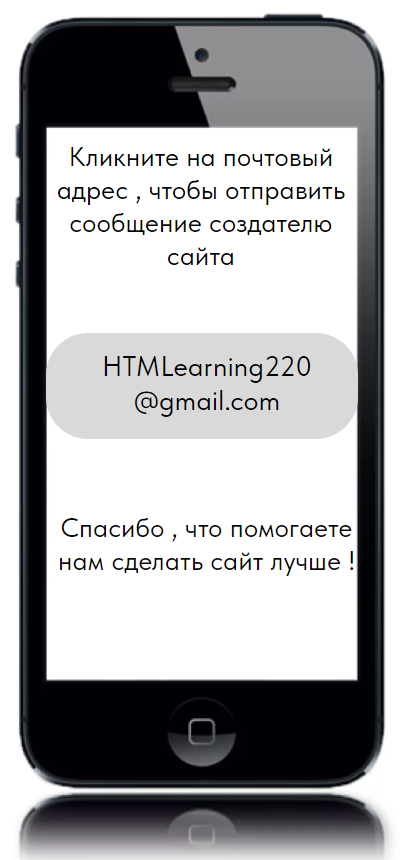 Кликните на почтовый
адрес , чтобы отправить
сообщение создателю
сайта
HTMLearning220
@gmail.com
Спасибо , что помогаете
нам сделать сайт лучше !